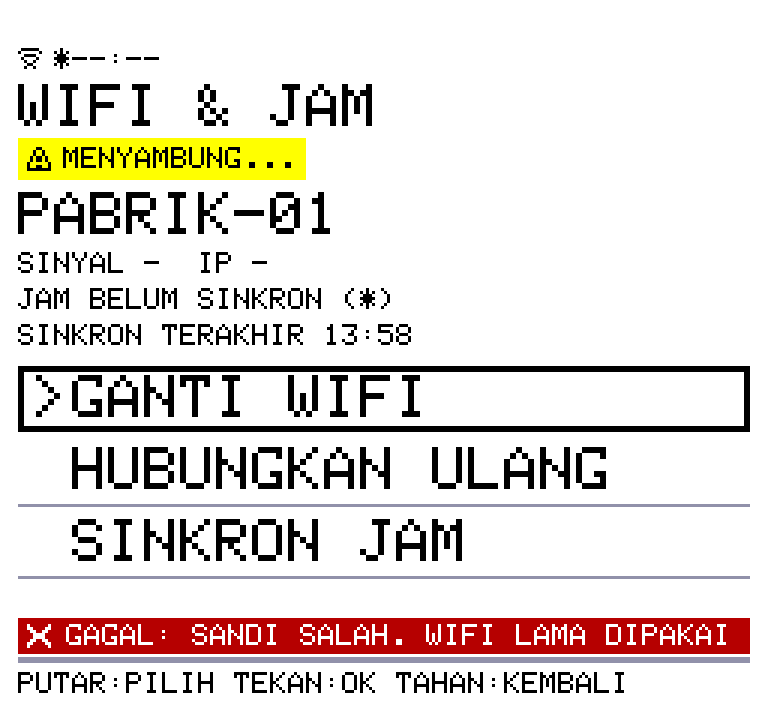 *--:--
WIFI & JAM
MENYAMBUNG...
PABRIK-01
SINYAL -  IP -
JAM BELUM SINKRON (*)
SINKRON TERAKHIR 13:58
>GANTI WIFI
HUBUNGKAN ULANG
SINKRON JAM
GAGAL: SANDI SALAH. WIFI LAMA DIPAKAI
PUTAR:PILIH TEKAN:OK TAHAN:KEMBALI